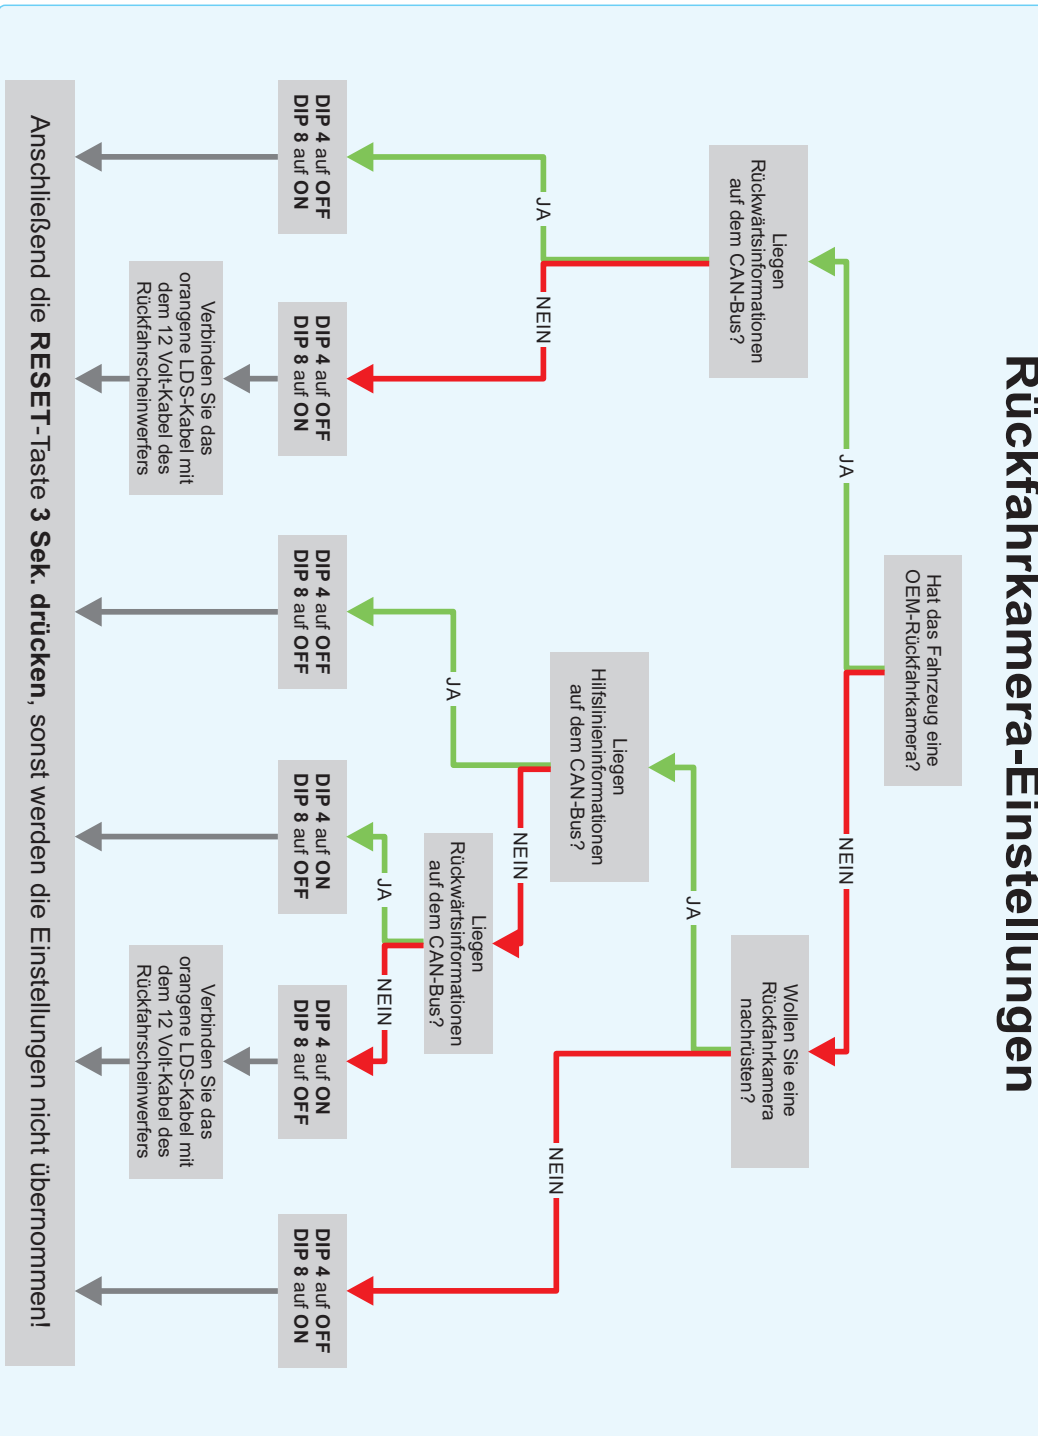 Rückfahrkamera-Einstellungen
Hat das Fahrzeug eine
OEM-Rückfahrkamera?
JA
NEIN
Liegen
Rückwärtsinformationen
auf dem CAN-Bus?
Wollen Sie eine
Rückfahrkamera
nachrüsten?
JA
NEIN
JA
NEIN
Liegen
Hilfslinieninformationen
auf dem CAN-Bus?
JA
NEIN
Liegen
Rückwärtsinformationen
auf dem CAN-Bus?
JA
NEIN
DIP 4 auf OFF
DIP 8 auf ON
DIP 4 auf OFF
DIP 8 auf ON
DIP 4 auf OFF
DIP 8 auf OFF
DIP 4 auf ON
DIP 8 auf OFF
DIP 4 auf ON
DIP 8 auf OFF
DIP 4 auf OFF
DIP 8 auf ON
Verbinden Sie das
orangene LDS-Kabel mit
dem 12 Volt-Kabel des
Rückfahrscheinwerfers
Verbinden Sie das
orangene LDS-Kabel mit
dem 12 Volt-Kabel des
Rückfahrscheinwerfers
Anschließend die RESET-Taste 3 Sek. drücken, sonst werden die Einstellungen nicht übernommen!